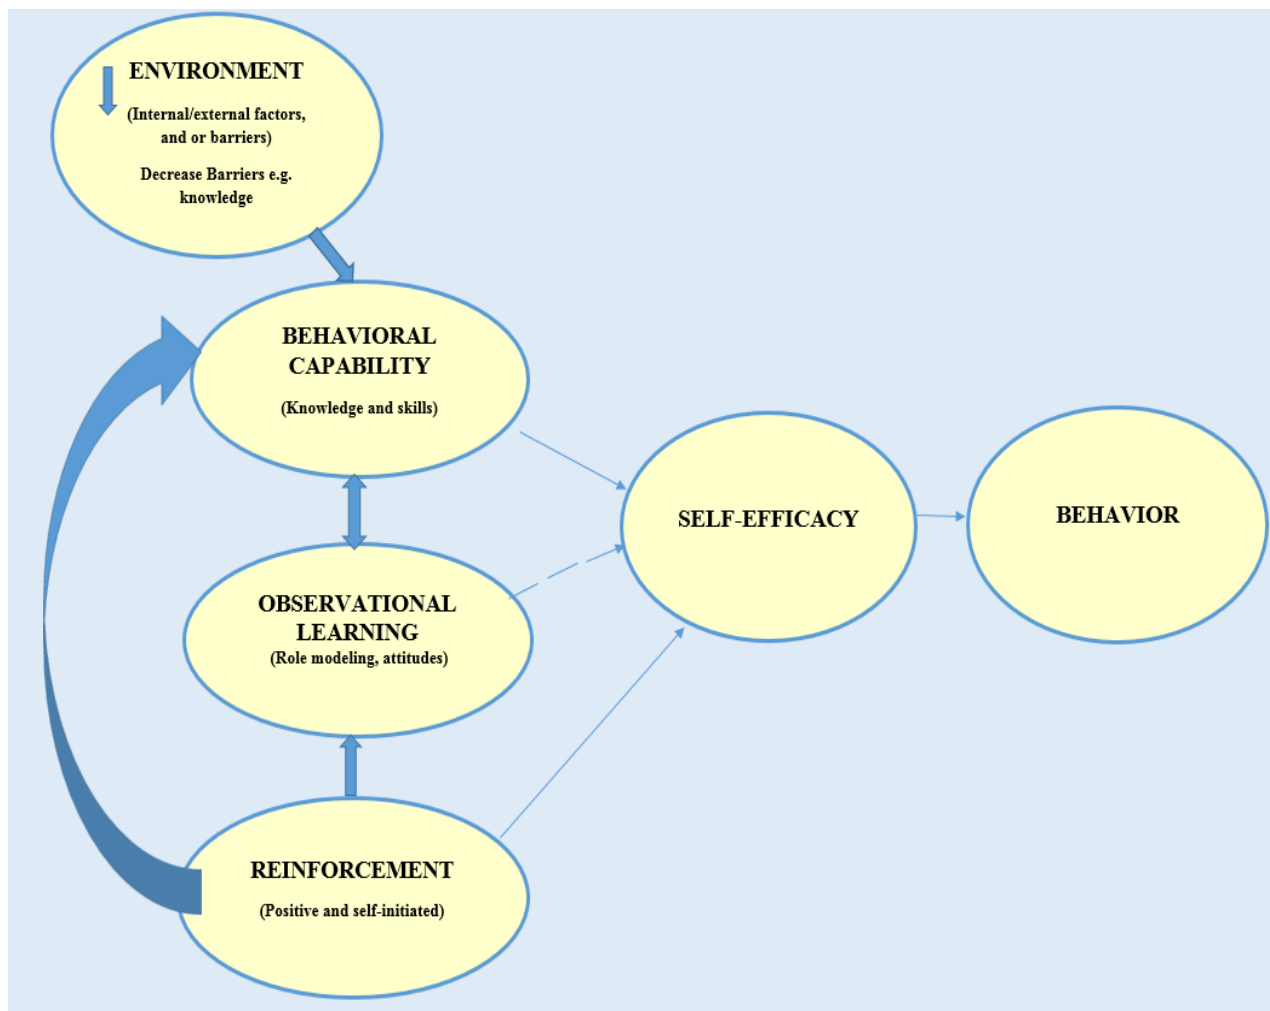 ENVIRONMENT
(Internal/external factors,
and or barriers)
Decrease Barriers e.g.
knowledge
BEHAVIORAL
CAPABILITY
(Knowledge and skills)
OBSERVATIONAL
LEARNING
(Role modeling, attitudes)
REINFORCEMENT
(Positive and self-initiated)
SELF-EFFICACY
BEHAVIOR